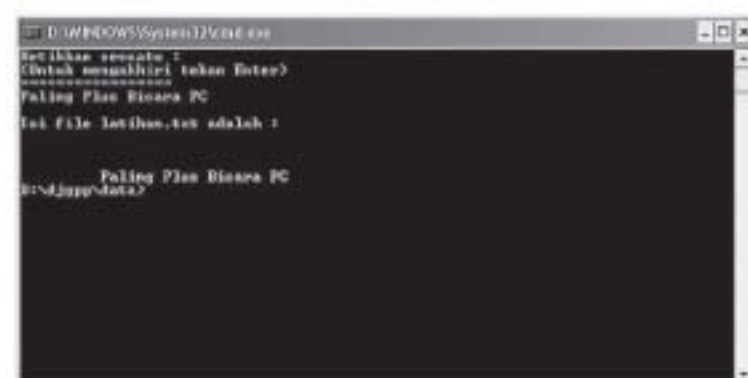 D:\WINDOWS\System32\cmd.exe
Ketikkan sesuatu :
(Untuk mengakhiri tekan Enter)
==================
Paling Plus Bicara PC
Isi file latihan.txt adalah :
Paling Plus Bicara PC
D:\djgpp\data>